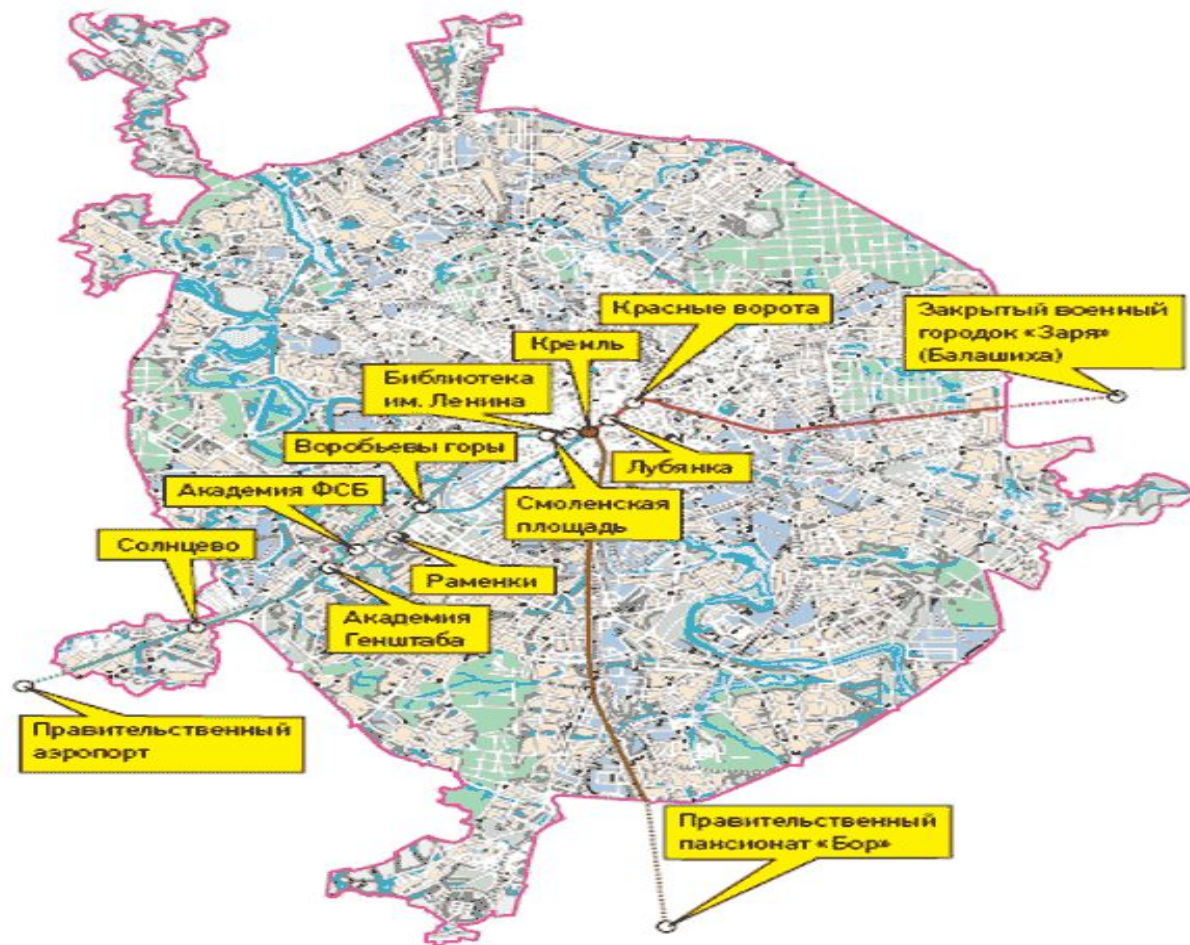 Красные ворота
Закрытый военный
городок «Заря»
(Балашиха)
Кремль
Библиотека
им. Ленина
Воробьевы горы
Лубянка
Академия ФСБ
Смоленская
площадь
Солнцево
Раменки
Академия
Генштаба
Правительственный
аэропорт
Правительственный
пансионат «Бор»